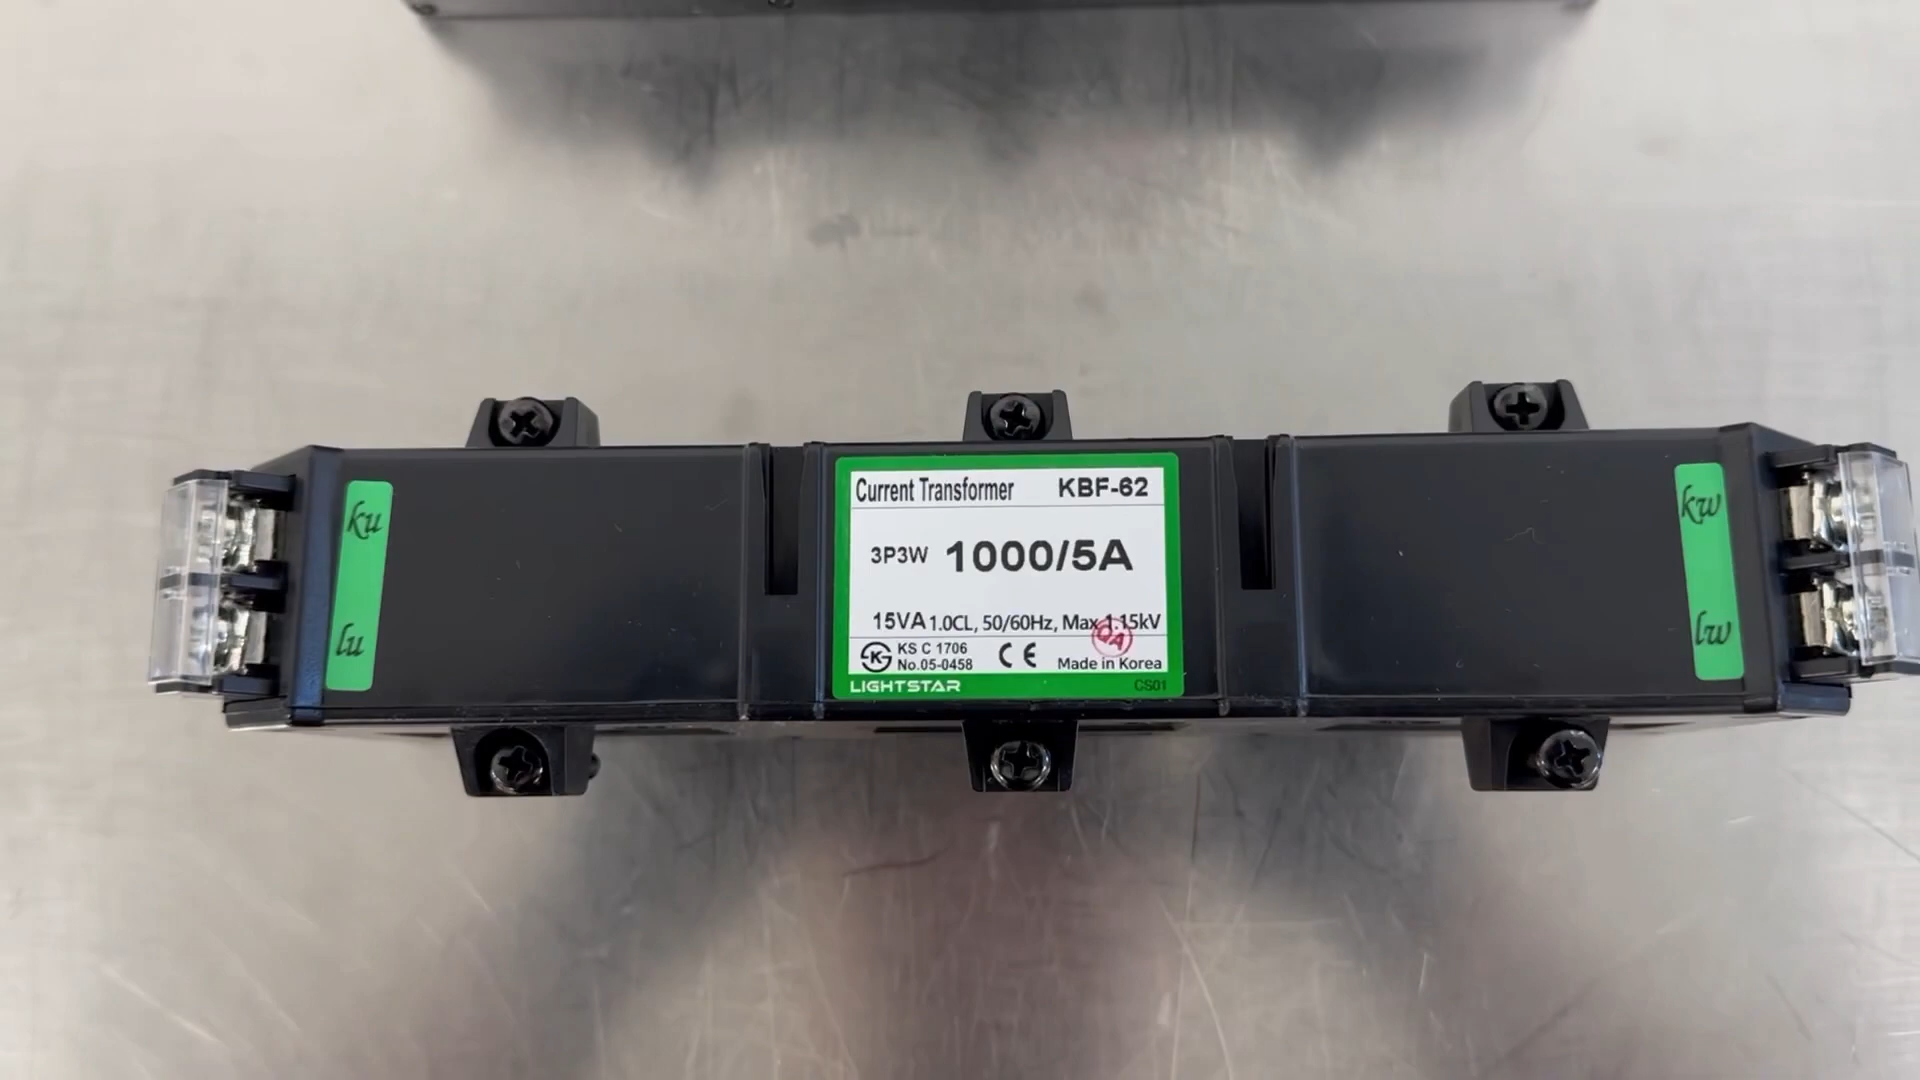 Current Transformer KBF-62
3P3W 1000/5A
15VA 1.0CL, 50/60Hz, Max 1.15kV
KS C 1706
No.05-0458
CE
Made in Korea
QA
LIGHTSTAR
CS01
ku
lu
kw
lw